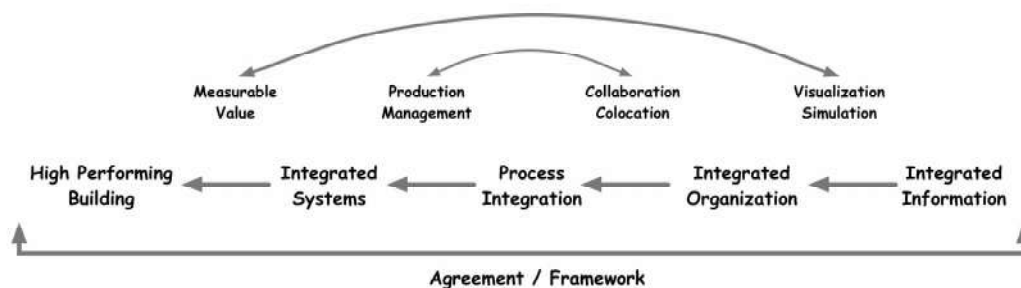 Measurable Value
Production Management
Collaboration Colocation
Visualization Simulation
High Performing Building
Integrated Systems
Process Integration
Integrated Organization
Integrated Information
Agreement / Framework